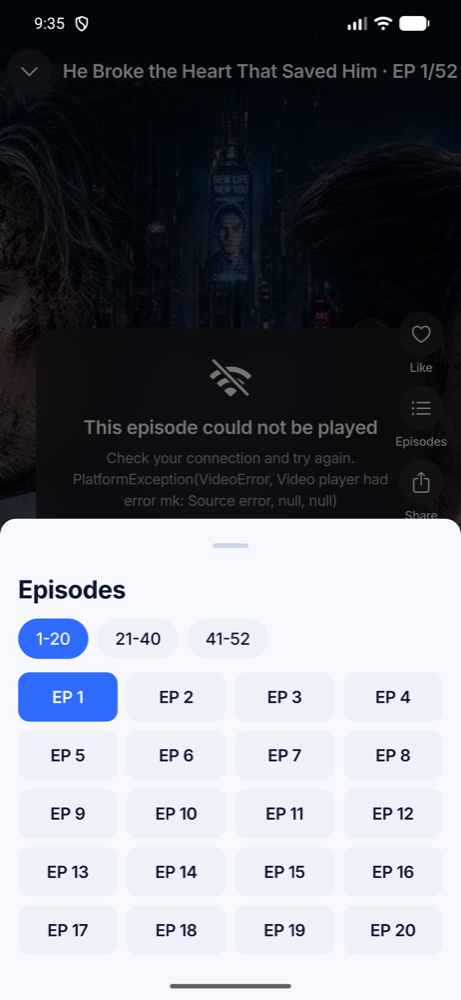 9:35
He Broke the Heart That Saved Him · EP 1/52
NEW LIFE
NEW YOU
Like
This episode could not be played
Check your connection and try again.
PlatformException(VideoError, Video player had
error mk: Source error, null, null)
Episodes
Share
Episodes
1-20 21-40 41-52
EP 1 EP 2 EP 3 EP 4
EP 5 EP 6 EP 7 EP 8
EP 9 EP 10 EP 11 EP 12
EP 13 EP 14 EP 15 EP 16
EP 17 EP 18 EP 19 EP 20